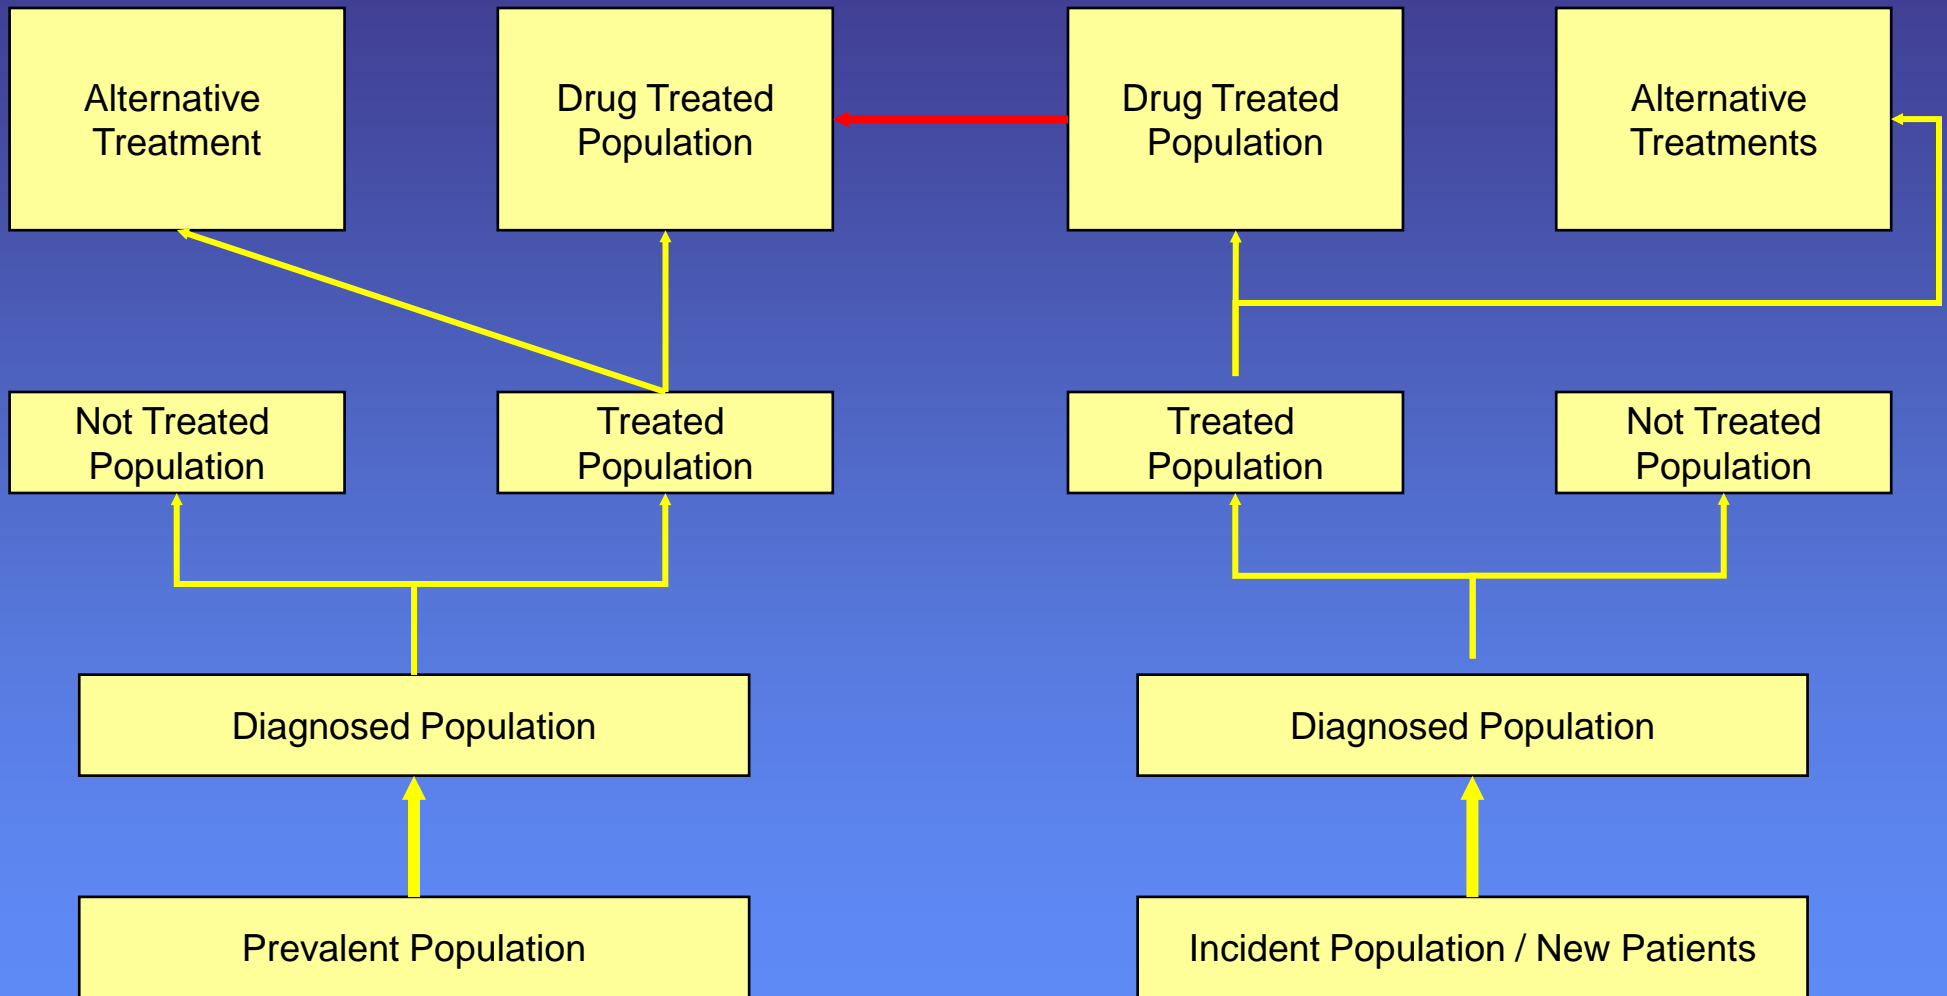 Alternative
Treatment
Drug Treated
Population
Drug Treated
Population
Alternative
Treatments
Not Treated
Population
Treated
Population
Treated
Population
Not Treated
Population
Diagnosed Population
Diagnosed Population
Prevalent Population
Incident Population / New Patients